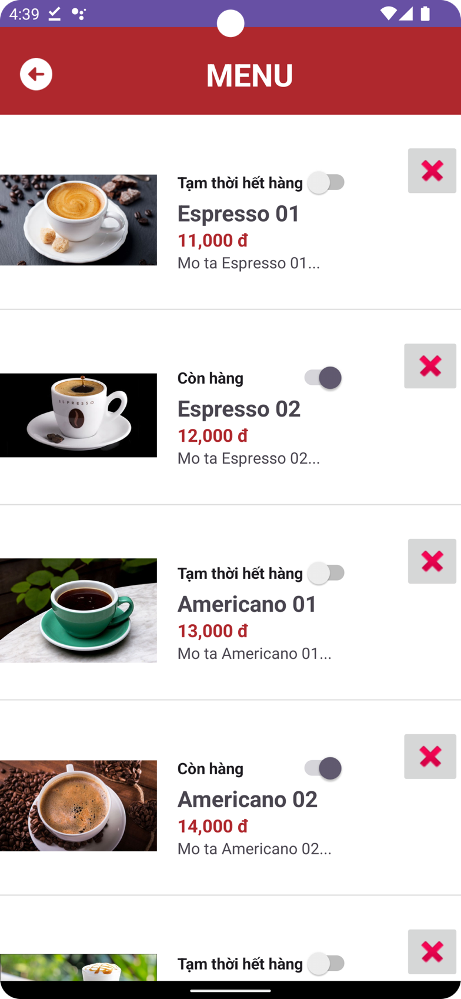 4:39
MENU
Tạm thời hết hàng
Espresso 01
11,000 đ
Mo ta Espresso 01...
Còn hàng
ESPRESSO
Espresso 02
12,000 đ
Mo ta Espresso 02...
Tạm thời hết hàng
Americano 01
13,000 đ
Mo ta Americano 01...
Còn hàng
Americano 02
14,000 đ
Mo ta Americano 02...
Tạm thời hết hàng